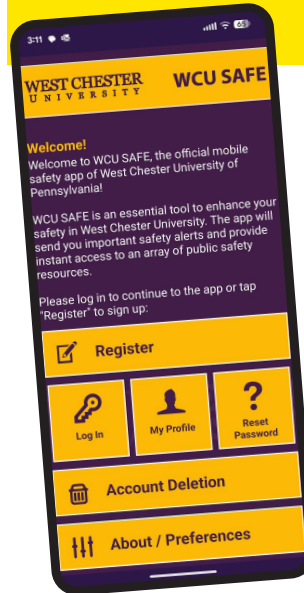 3:11
63
WEST CHESTER
UNIVERSITY
WCU SAFE
Welcome!
Welcome to WCU SAFE, the official mobile
safety app of West Chester University of
Pennsylvania!
WCU SAFE is an essential tool to enhance your
safety in West Chester University. The app will
send you important safety alerts and provide
instant access to an array of public safety
resources.
Please log in to continue to the app or tap
"Register" to sign up:
Register
Log In
My Profile
Reset
Password
Account Deletion
About / Preferences